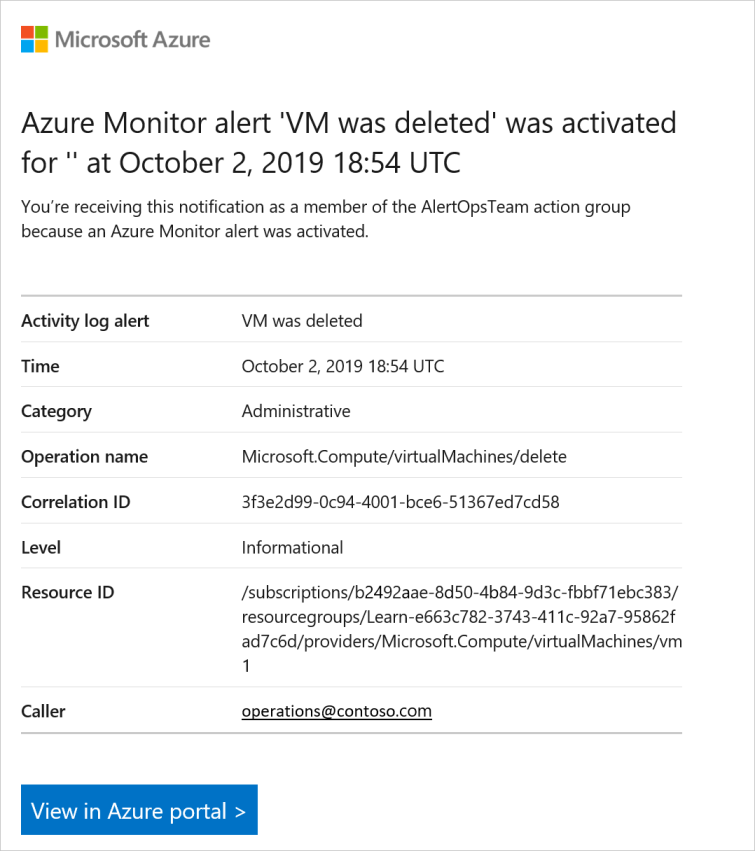 Microsoft Azure
Azure Monitor alert 'VM was deleted' was activated
for '' at October 2, 2019 18:54 UTC
You’re receiving this notification as a member of the AlertOpsTeam action group
because an Azure Monitor alert was activated.
Activity log alert VM was deleted
Time October 2, 2019 18:54 UTC
Category Administrative
Operation name Microsoft.Compute/virtualMachines/delete
Correlation ID 3f3e2d99-0c94-4001-bce6-51367ed7cd58
Level Informational
Resource ID /subscriptions/b2492aae-8d50-4b84-9d3c-fbbf71ebc383/
resourcegroups/Learn-e663c782-3743-411c-92a7-95862f
ad7c6d/providers/Microsoft.Compute/virtualMachines/vm
1
Caller operations@contoso.com
View in Azure portal >